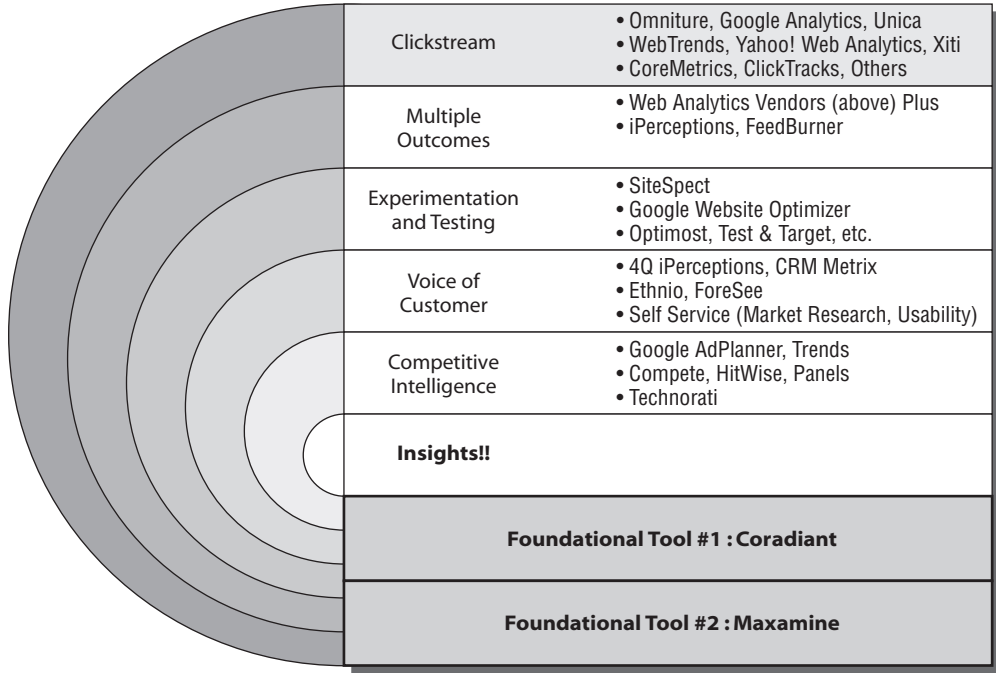 Clickstream
• Omniture, Google Analytics, Unica
• WebTrends, Yahoo! Web Analytics, Xiti
• CoreMetrics, ClickTracks, Others
Multiple
Outcomes
• Web Analytics Vendors (above) Plus
• iPerceptions, FeedBurner
Experimentation
and Testing
• SiteSpect
• Google Website Optimizer
• Optimost, Test & Target, etc.
Voice of
Customer
• 4Q iPerceptions, CRM Metrix
• Ethnio, ForeSee
• Self Service (Market Research, Usability)
Competitive
Intelligence
• Google AdPlanner, Trends
• Compete, HitWise, Panels
• Technorati
Insights!!
Foundational Tool #1 : Coradiant
Foundational Tool #2 : Maxamine